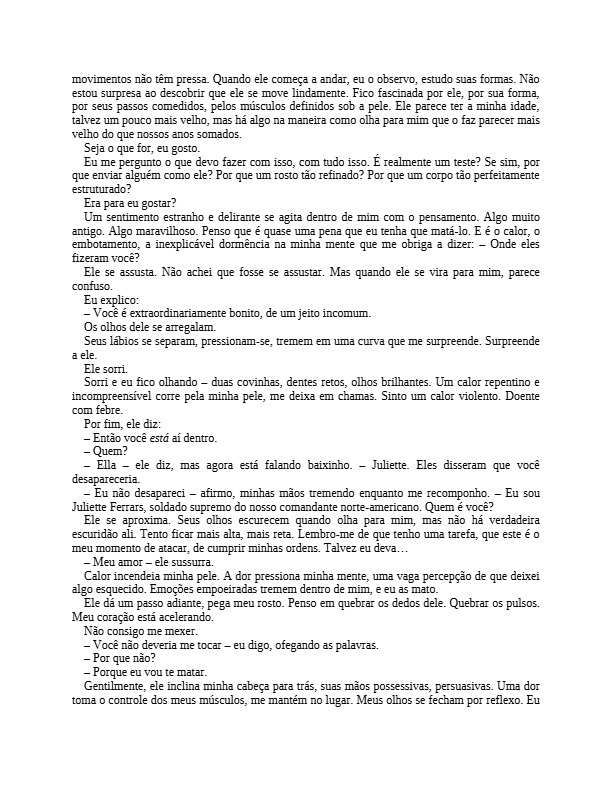 movimentos não têm pressa. Quando ele começa a andar, eu o observo, estudo suas formas. Não
estou surpresa ao descobrir que ele se move lindamente. Fico fascinada por ele, por sua forma,
por seus passos comedidos, pelos músculos definidos sob a pele. Ele parece ter a minha idade,
talvez um pouco mais velho, mas há algo na maneira como olha para mim que o faz parecer mais
velho do que nossos anos somados.
Seja o que for, eu gosto.
Eu me pergunto o que devo fazer com isso, com tudo isso. É realmente um teste? Se sim, por
que enviar alguém como ele? Por que um rosto tão refinado? Por que um corpo tão perfeitamente
estruturado?
Era para eu gostar?
Um sentimento estranho e delirante se agita dentro de mim com o pensamento. Algo muito
antigo. Algo maravilhoso. Penso que é quase uma pena que eu tenha que matá-lo. E é o calor, o
embotamento, a inexplicável dormência na minha mente que me obriga a dizer: – Onde eles
fizeram você?
Ele se assusta. Não achei que fosse se assustar. Mas quando ele se vira para mim, parece
confuso.
Eu explico:
– Você é extraordinariamente bonito, de um jeito incomum.
Os olhos dele se arregalam.
Seus lábios se separam, pressionam-se, tremem em uma curva que me surpreende. Surpreende
a ele.
Ele sorri.
Sorri e eu fico olhando – duas covinhas, dentes retos, olhos brilhantes. Um calor repentino e
incompreensível corre pela minha pele, me deixa em chamas. Sinto um calor violento. Doente
com febre.
Por fim, ele diz:
– Então você está aí dentro.
– Quem?
– Ella – ele diz, mas agora está falando baixinho. – Juliette. Eles disseram que você
desapareceria.
– Eu não desapareci – afirmo, minhas mãos tremendo enquanto me recomponho. – Eu sou
Juliette Ferrars, soldado supremo do nosso comandante norte-americano. Quem é você?
Ele se aproxima. Seus olhos escurecem quando olha para mim, mas não há verdadeira
escuridão ali. Tento ficar mais alta, mais reta. Lembro-me de que tenho uma tarefa, que este é o
meu momento de atacar, de cumprir minhas ordens. Talvez eu deva…
– Meu amor – ele sussurra.
Calor incendeia minha pele. A dor pressiona minha mente, uma vaga percepção de que deixei
algo esquecido. Emoções empoeiradas tremem dentro de mim, e eu as mato.
Ele dá um passo adiante, pega meu rosto. Penso em quebrar os dedos dele. Quebrar os pulsos.
Meu coração está acelerando.
Não consigo me mexer.
– Você não deveria me tocar – eu digo, ofegando as palavras.
– Por que não?
– Porque eu vou te matar.
Gentilmente, ele inclina minha cabeça para trás, suas mãos possessivas, persuasivas. Uma dor
toma o controle dos meus músculos, me mantém no lugar. Meus olhos se fecham por reflexo. Eu